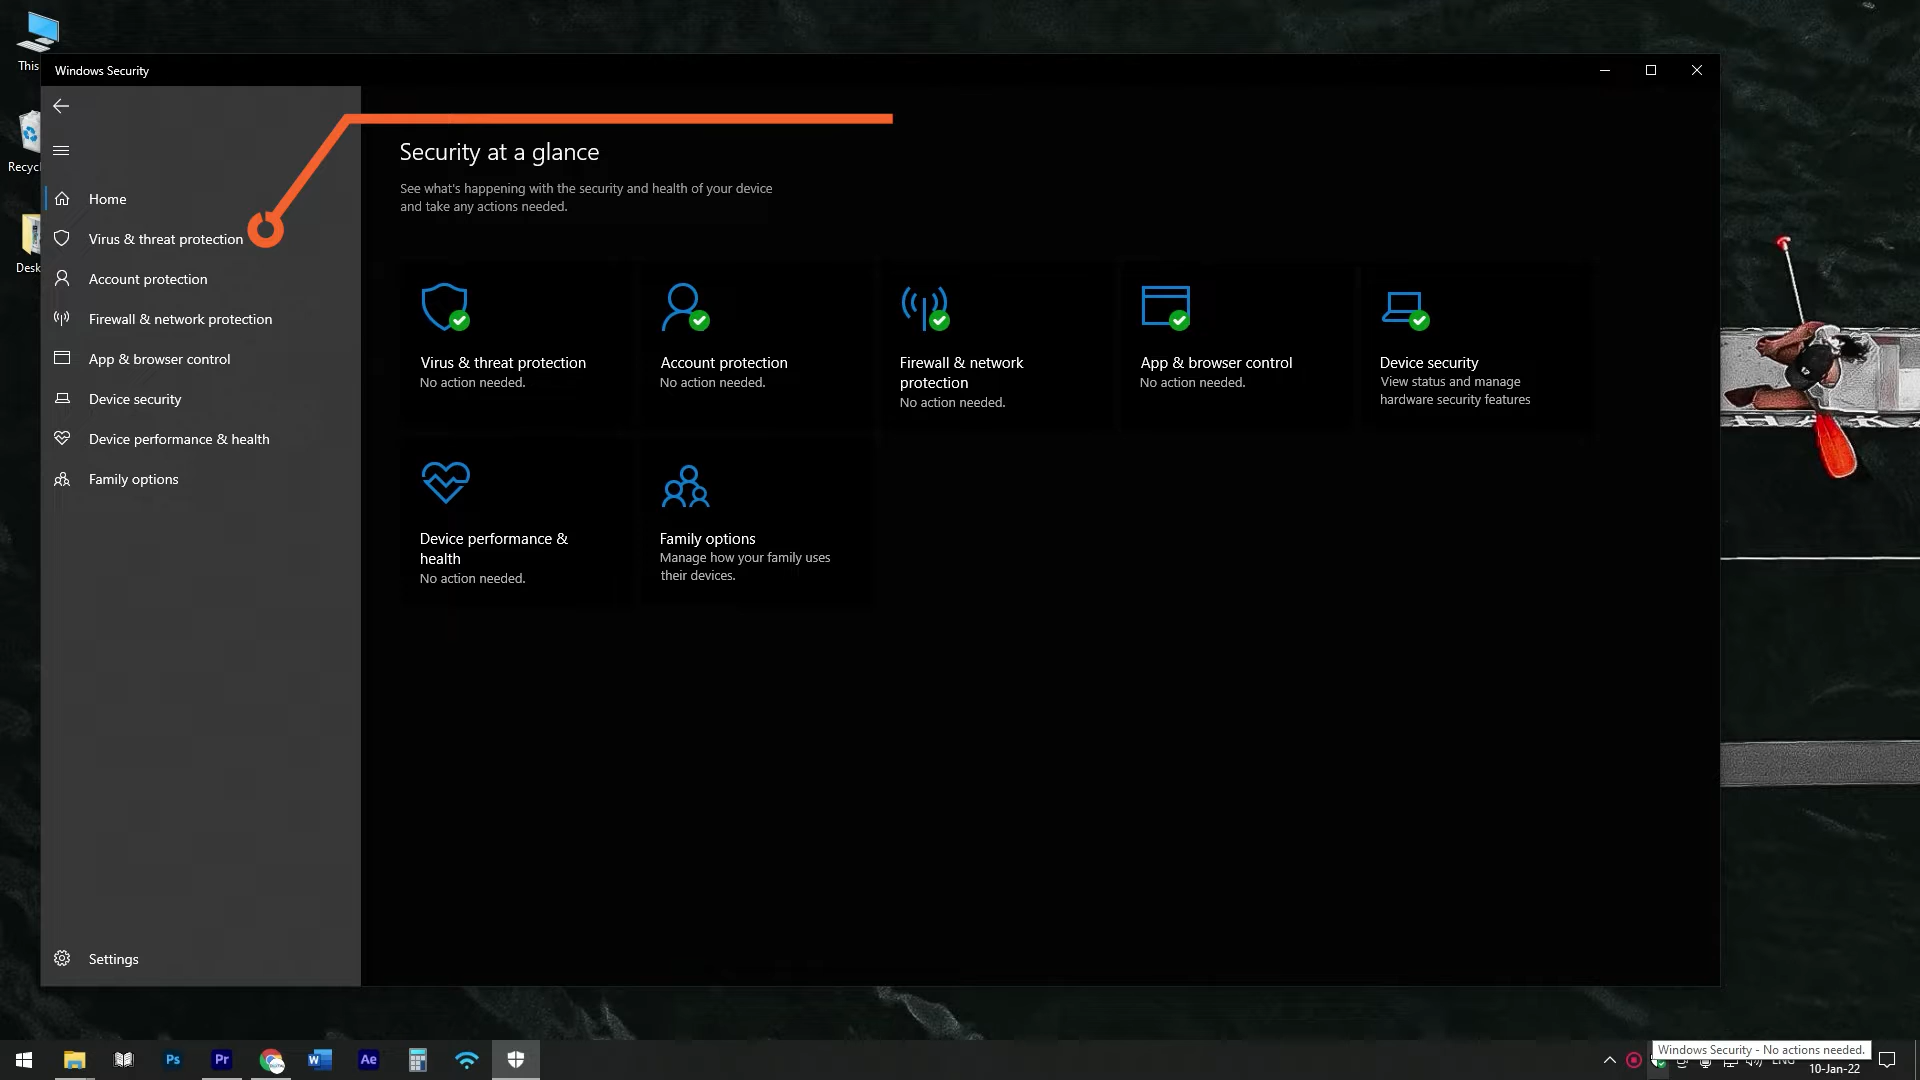 This
Recyc
Desk
Windows Security
Home
Virus & threat protection
Account protection
Firewall & network protection
App & browser control
Device security
Device performance & health
Family options
Settings
Security at a glance
See what's happening with the security and health of your device
and take any actions needed.
Virus & threat protection
No action needed.
Account protection
No action needed.
Firewall & network
protection
No action needed.
App & browser control
No action needed.
Device security
View status and manage
hardware security features
Device performance &
health
No action needed.
Family options
Manage how your family uses
their devices.
Ps
Pr
W
Ae
Windows Security - No actions needed.
ENG
10-Jan-22